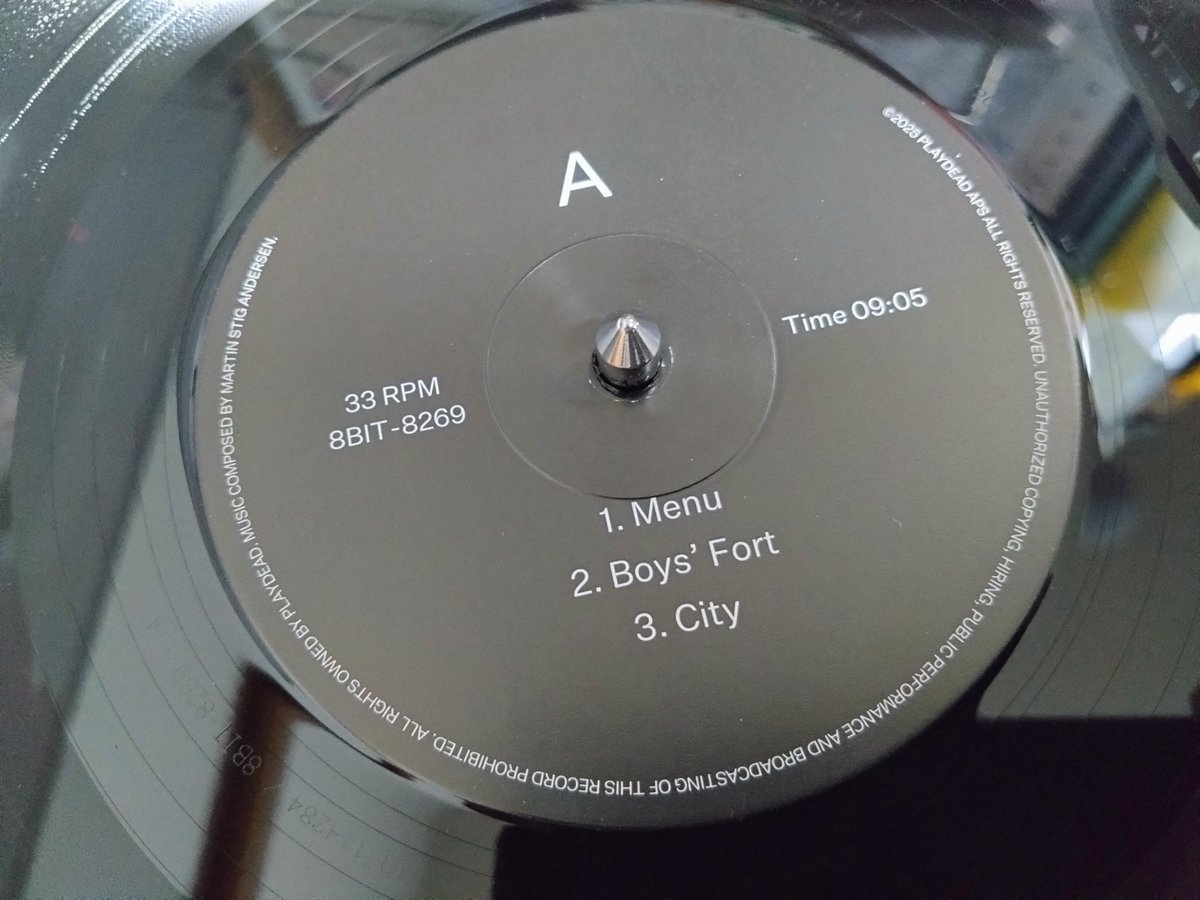 A
Time 09:05
33 RPM
8BIT-8269
1. Menu
2. Boys’ Fort
3. City
©2025 PLAYDEAD APS ALL RIGHTS RESERVED. UNAUTHORIZED COPYING, HIRING, PUBLIC PERFORMANCE AND BROADCASTING OF THIS RECORD PROHIBITED. ALL RIGHTS OWNED BY PLAYDEAD. MUSIC COMPOSED BY MARTIN STIG ANDERSEN.